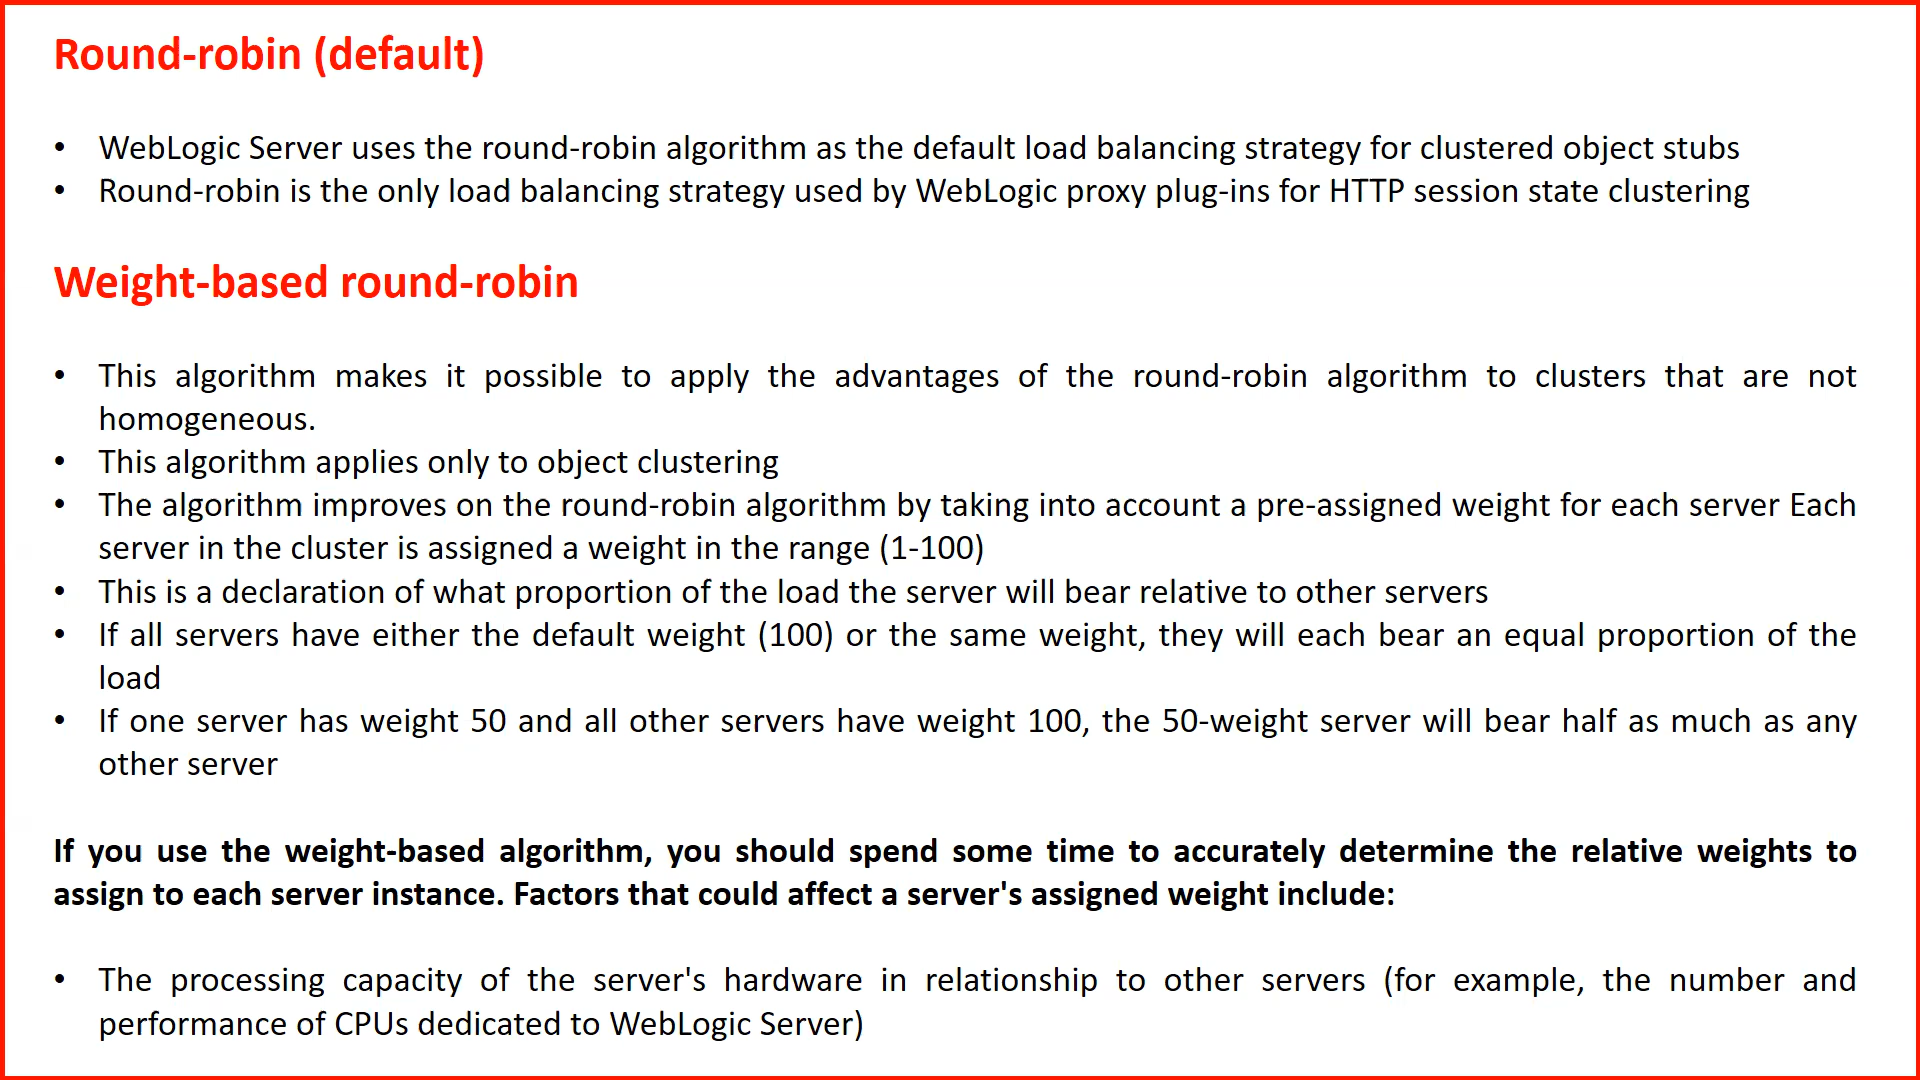 Round-robin (default)
• WebLogic Server uses the round-robin algorithm as the default load balancing strategy for clustered object stubs
• Round-robin is the only load balancing strategy used by WebLogic proxy plug-ins for HTTP session state clustering
Weight-based round-robin
• This algorithm makes it possible to apply the advantages of the round-robin algorithm to clusters that are not
homogeneous.
• This algorithm applies only to object clustering
• The algorithm improves on the round-robin algorithm by taking into account a pre-assigned weight for each server Each
server in the cluster is assigned a weight in the range (1-100)
• This is a declaration of what proportion of the load the server will bear relative to other servers
• If all servers have either the default weight (100) or the same weight, they will each bear an equal proportion of the
load
• If one server has weight 50 and all other servers have weight 100, the 50-weight server will bear half as much as any
other server
If you use the weight-based algorithm, you should spend some time to accurately determine the relative weights to
assign to each server instance. Factors that could affect a server's assigned weight include:
• The processing capacity of the server's hardware in relationship to other servers (for example, the number and
performance of CPUs dedicated to WebLogic Server)